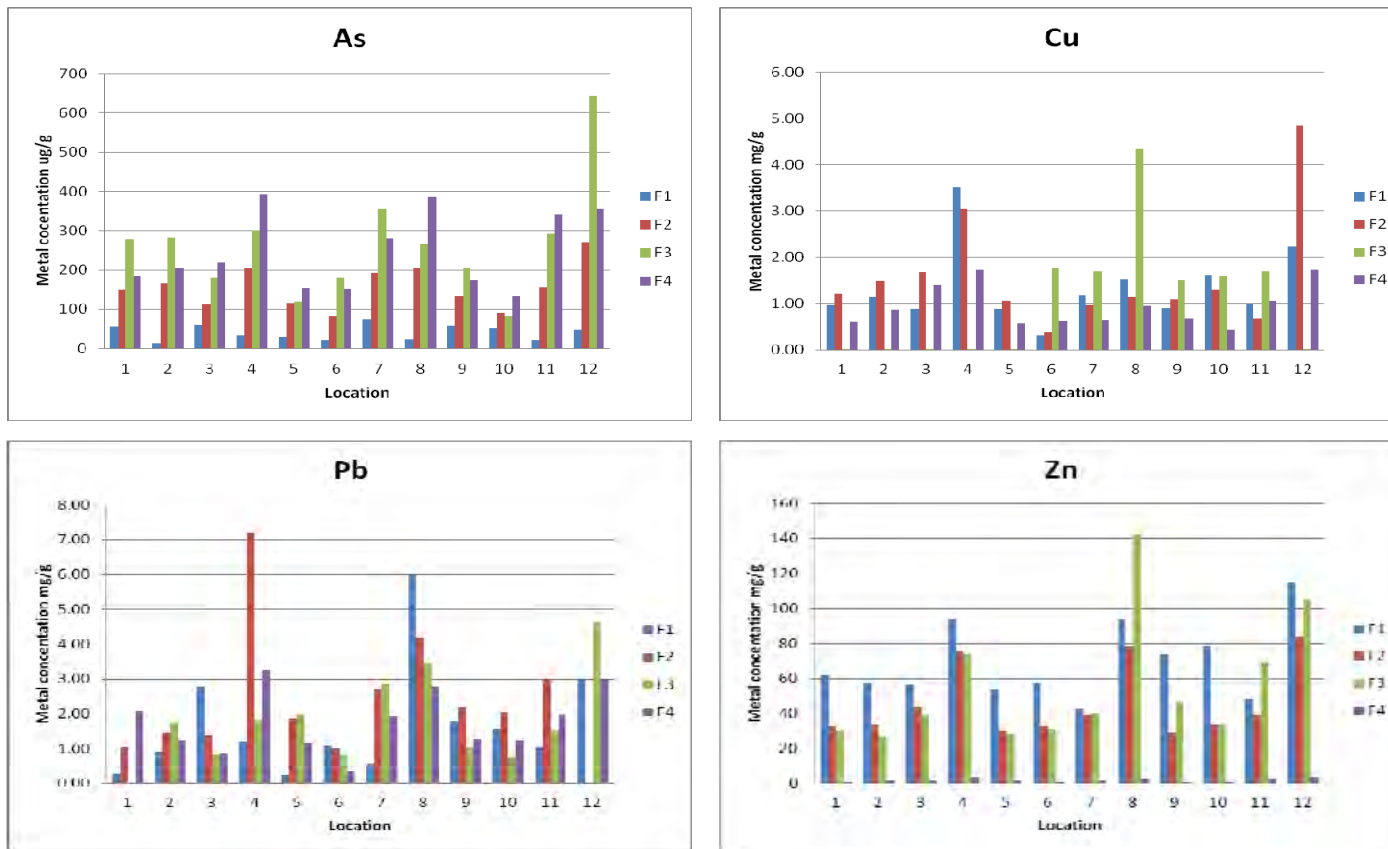 As
Metal cocentation ug/g
700
600
500
400
300
200
100
0
1 2 3 4 5 6 7 8 9 10 11 12
Location
F1
F2
F3
F4
Cu
Metal concentation mg/g
6.00
5.00
4.00
3.00
2.00
1.00
0.00
1 2 3 4 5 6 7 8 9 10 11 12
Location
F1
F2
F3
F4
Pb
Metal concentation mg/g
8.00
7.00
6.00
5.00
4.00
3.00
2.00
1.00
0.00
1 2 3 4 5 6 7 8 9 10 11 12
Location
F1
F2
F3
F4
Zn
Metal concentation mg/g
160
140
120
100
80
60
40
20
0
1 2 3 4 5 6 7 8 9 10 11 12
Location
F1
F2
F3
F4